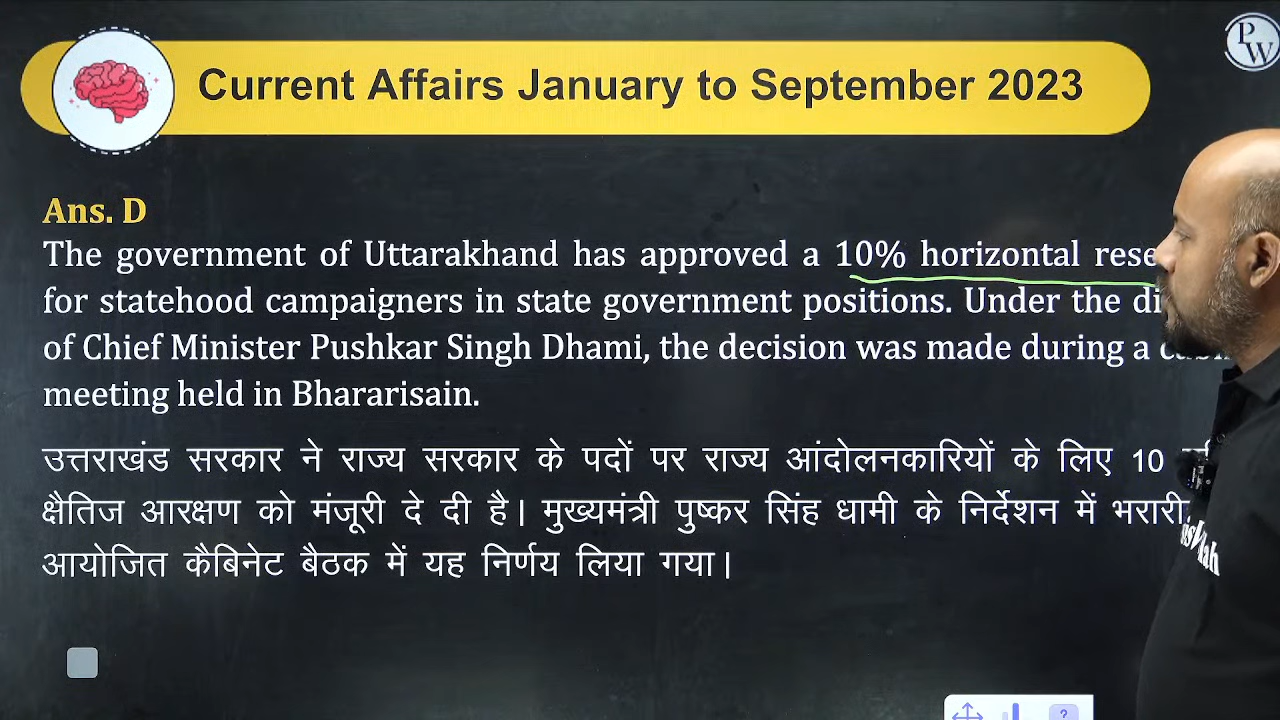 Current Affairs January to September 2023
PW
Ans. D
The government of Uttarakhand has approved a 10% horizontal
for statehood campaigners in state government positions. Under the
of Chief Minister Pushkar Singh Dhami, the decision was made during a
meeting held in Bhararisain.
उत्तराखंड सरकार ने राज्य सरकार के पदों पर राज्य आंदोलनकारियों के लिए 10
क्षैतिज आरक्षण को मंजूरी दे दी है। मुख्यमंत्री पुष्कर सिंह धामी के निर्देशन में
आयोजित कैबिनेट बैठक में यह निर्णय लिया गया।
?